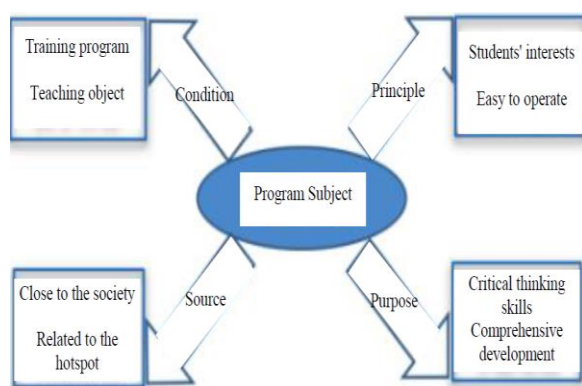 Training program
Teaching object
Condition
Principle
Students' interests
Easy to operate
Program Subject
Close to the society
Related to the
hotspot
Source
Purpose
Critical thinking
skills
Comprehensive
development